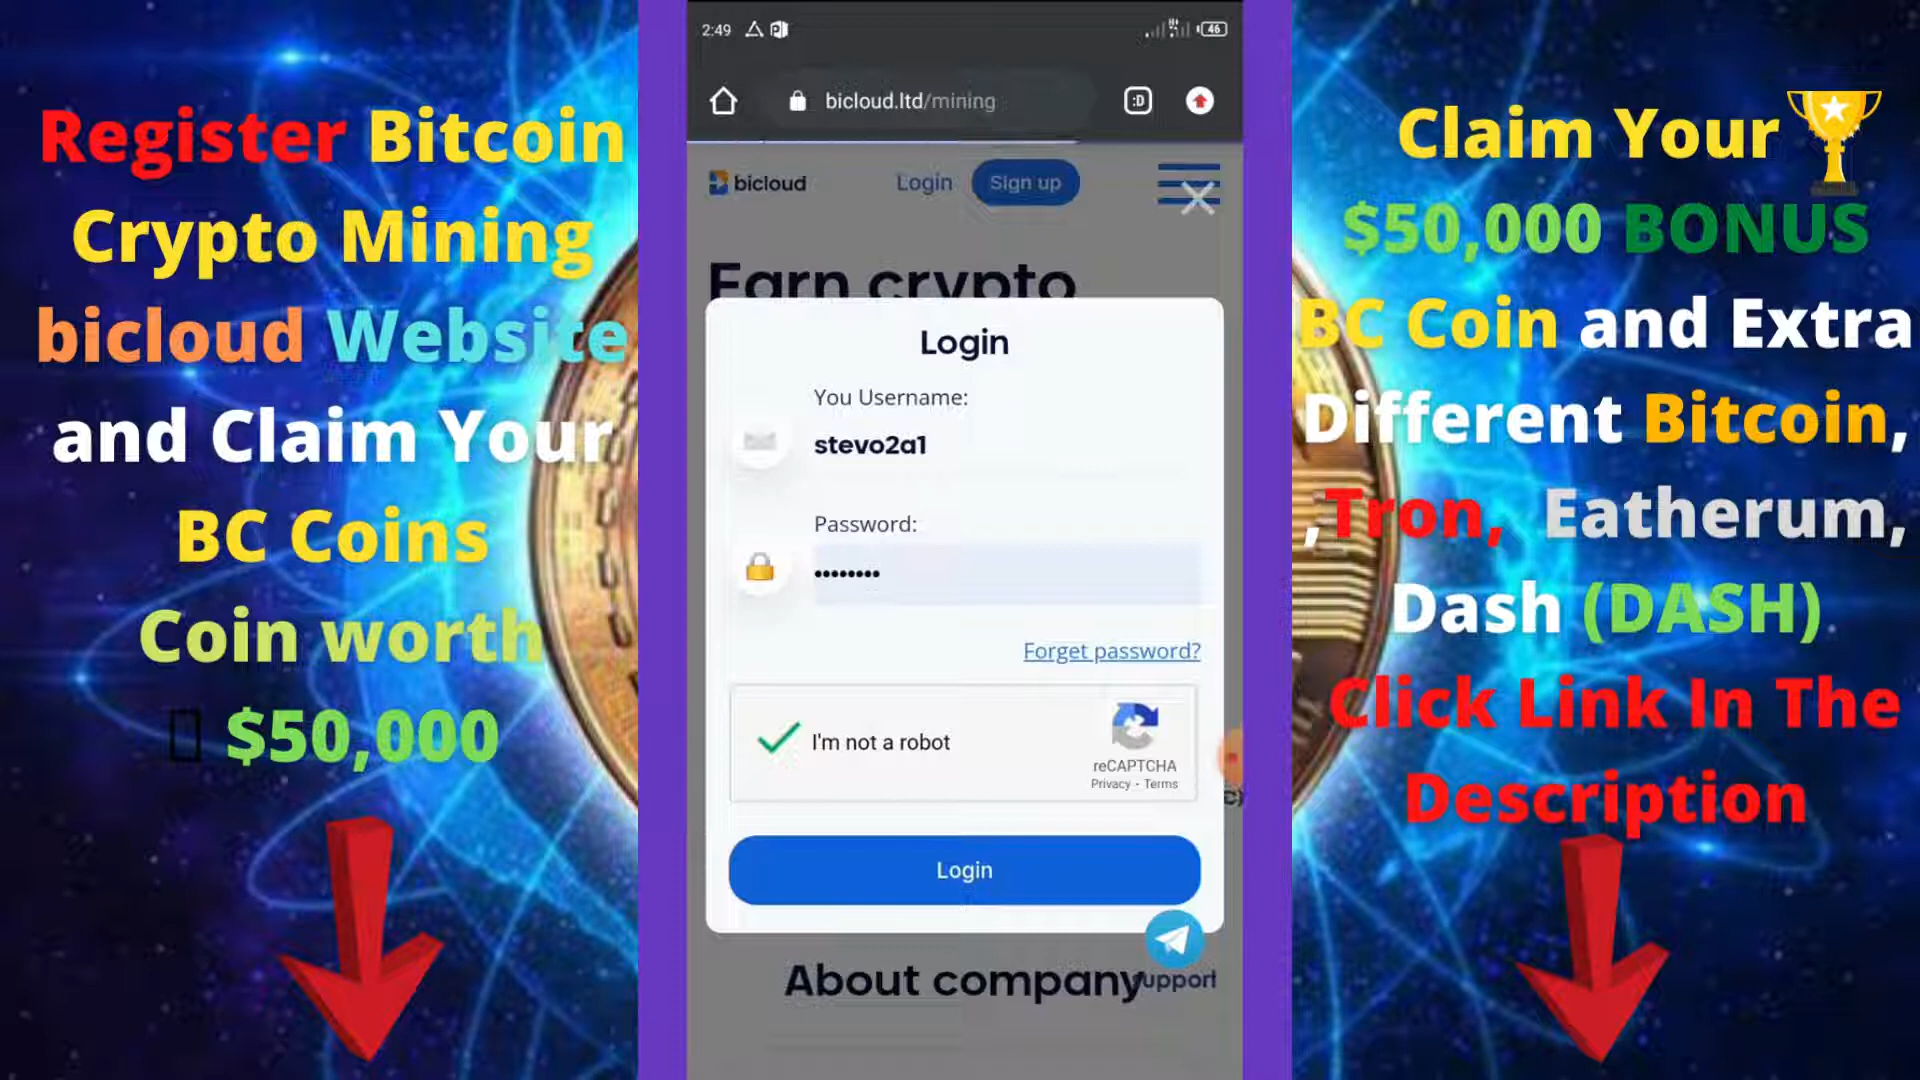 Register Bitcoin
Crypto Mining
bicloud Website
and Claim Your
BC Coins
Coin worth
$50,000
2:49
46
bicloud.ltd/mining
:D
bicloud
Login
Sign up
Earn crypto
Login
You Username:
stevo2a1
Password:
••••••••
Forget password?
I'm not a robot
reCAPTCHA
Privacy - Terms
Login
About company
support
Claim Your
$50,000 BONUS
BC Coin and Extra
Different Bitcoin,
,Tron, Eatherum,
Dash (DASH)
Click Link In The
Description